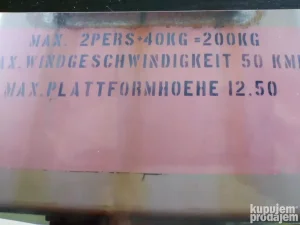 MAX. 2PERS+40KG=200KG
AX.WINDGESCHWINDIGKEIT 50 KM
MAX.PLATTFORMHOEHE 12.50
kupujem
prodajem